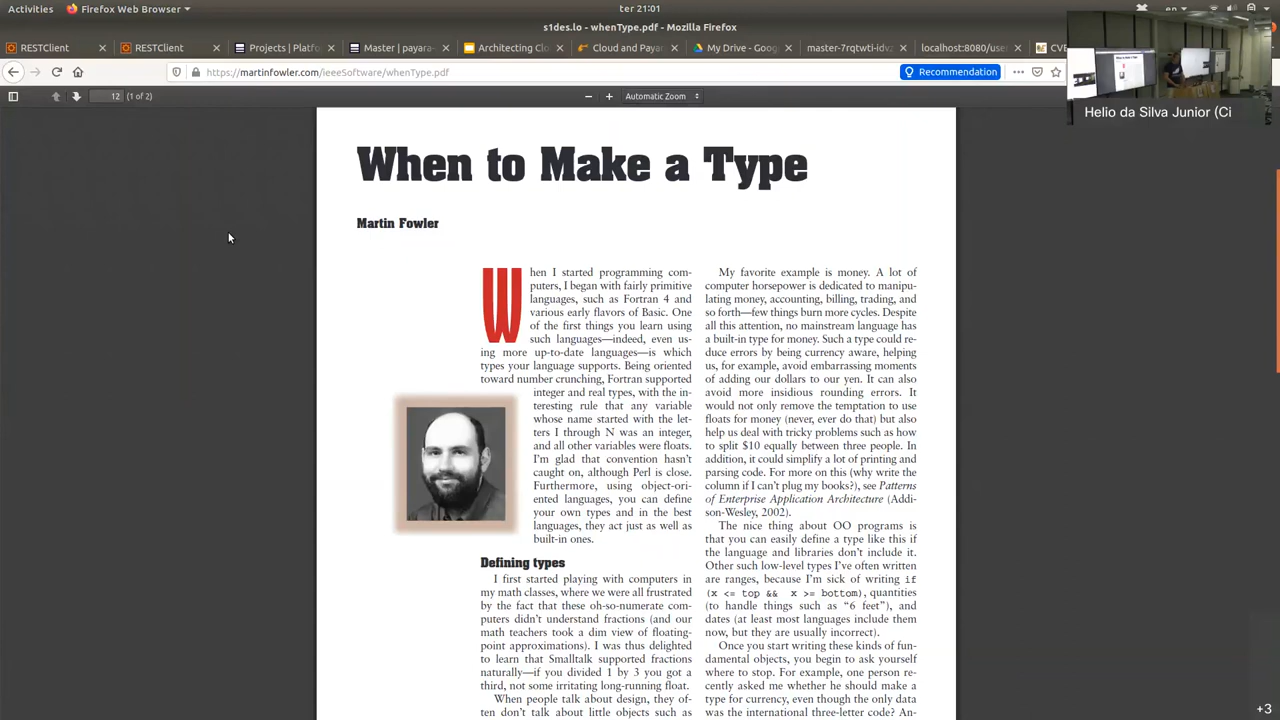 Activities
Firefox Web Browser
ter 21:01
en
s1des.lo - whenType.pdf - Mozilla Firefox
RESTClient
RESTClient
Projects | Platfo
Master | payara-
Architecting Clo
Cloud and Payar
My Drive - Goog
master-7rqtwti-idvz
localhost:8080/use
CVE
https://martinfowler.com/ieeeSoftware/whenType.pdf
Recommendation
Helio da Silva Junior (Ci
12 (1 of 2)
Automatic Zoom
When to Make a Type
Martin Fowler
When I started programming com-
puters, I began with fairly primitive
languages, such as Fortran 4 and
various early flavors of Basic. One
of the first things you learn using
such languages—indeed, even us-
ing more up-to-date languages—is which
types your language supports. Being oriented
toward number crunching, Fortran supported
integer and real types, with the in-
teresting rule that any variable
whose name started with the let-
ters I through N was an integer,
and all other variables were floats.
I'm glad that convention hasn't
caught on, although Perl is close.
Furthermore, using object-ori-
ented languages, you can define
your own types and in the best
languages, they act just as well as
built-in ones.
Defining types
I first started playing with computers in
my math classes, where we were all frustrated
by the fact that these oh-so-numerate com-
puters didn't understand fractions (and our
math teachers took a dim view of floating-
point approximations). I was thus delighted
to learn that Smalltalk supported fractions
naturally—if you divided 1 by 3 you got a
third, not some irritating long-running float.
When people talk about design, they of-
ten don't talk about little objects such as
My favorite example is money. A lot of
computer horsepower is dedicated to manipu-
lating money, accounting, billing, trading, and
so forth—few things burn more cycles. Despite
all this attention, no mainstream language has
a built-in type for money. Such a type could re-
duce errors by being currency aware, helping
us, for example, avoid embarrassing moments
of adding our dollars to our yen. It can also
avoid more insidious rounding errors. It
would not only remove the temptation to use
floats for money (never, ever do that) but also
help us deal with tricky problems such as how
to split $10 equally between three people. In
addition, it could simplify a lot of printing and
parsing code. For more on this (why write the
column if I can't plug my books?), see Patterns
of Enterprise Application Architecture (Addi-
son-Wesley, 2002).
The nice thing about OO programs is
that you can easily define a type like this if
the language and libraries don't include it.
Other such low-level types I've often written
are ranges, because I'm sick of writing if
(x <= top && x >= bottom), quantities
(to handle things such as “6 feet”), and
dates (at least most languages include them
now, but they are usually incorrect).
Once you start writing these kinds of fun-
damental objects, you begin to ask yourself
where to stop. For example, one person re-
cently asked me whether he should make a
type for currency, even though the only data
was the international three-letter code? An-
+3